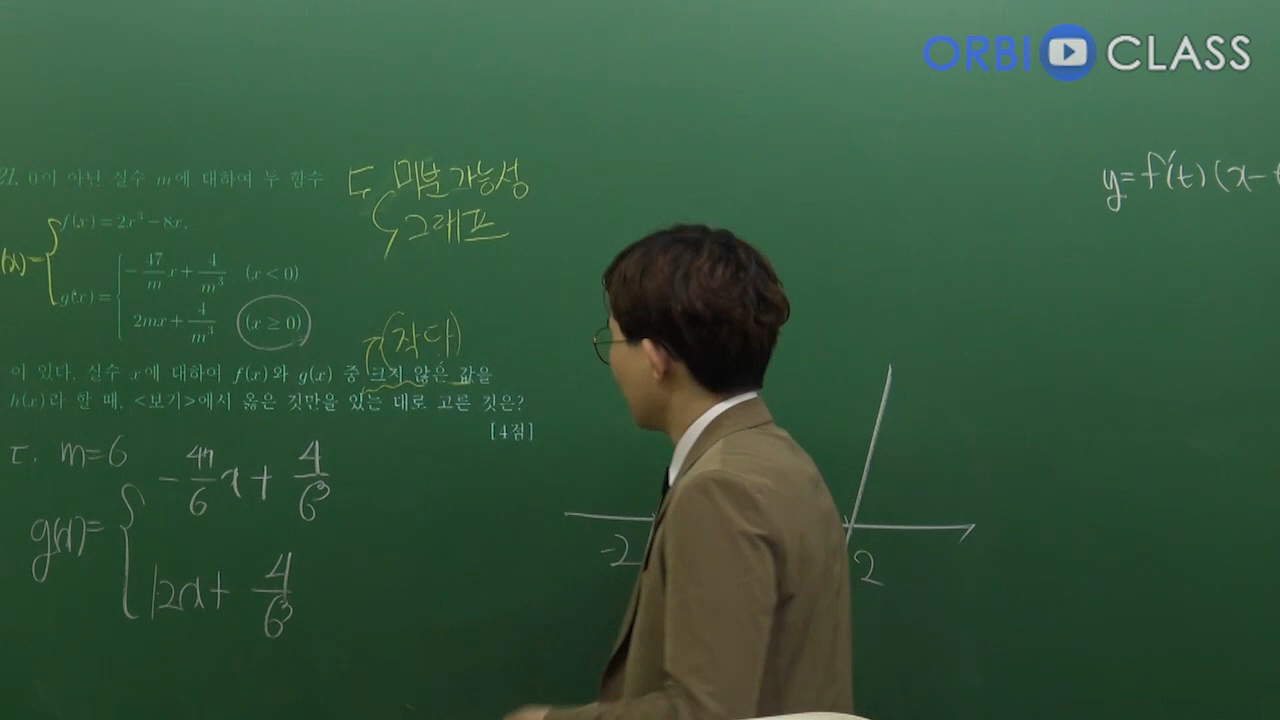 ORBI CLASS
21. 0이 아닌 실수 m에 대하여 두 함수
f(x) = 2x³ − 8x,
g(x) = { −47/m x + 4/m³ (x < 0)
2mx + 4/m³ (x ≥ 0)
이 있다. 실수 x에 대하여 f(x)와 g(x) 중 크지 않은 값을
h(x)라 할 때, <보기>에서 옳은 것만을 있는 대로 고른 것은?
[4점]
미분가능성
그래프
(작다)
ㄷ. m=6
g(x)= { −47/6 x + 4/6³
12x + 4/6³
-2
2
y=f'(t)(x-